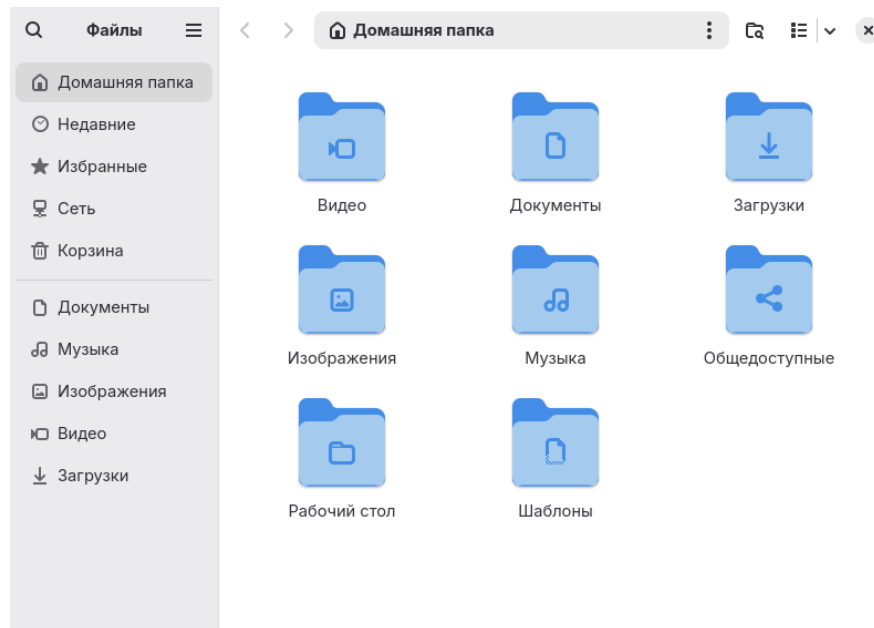 Файлы
Домашняя папка
Недавние
Избранные
Сеть
Корзина
Документы
Музыка
Изображения
Видео
Загрузки
Домашняя папка
Видео
Документы
Загрузки
Изображения
Музыка
Общедоступные
Рабочий стол
Шаблоны